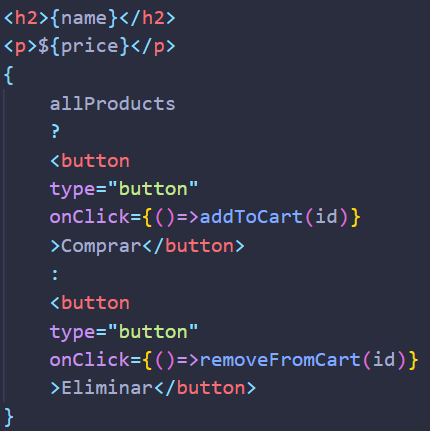 <h2>{name}</h2>
<p>${price}</p>
{
allProducts
?
<button
type="button"
onClick={()=>addToCart(id)}
>Comprar</button>
:
<button
type="button"
onClick={()=>removeFromCart(id)}
>Eliminar</button>
}